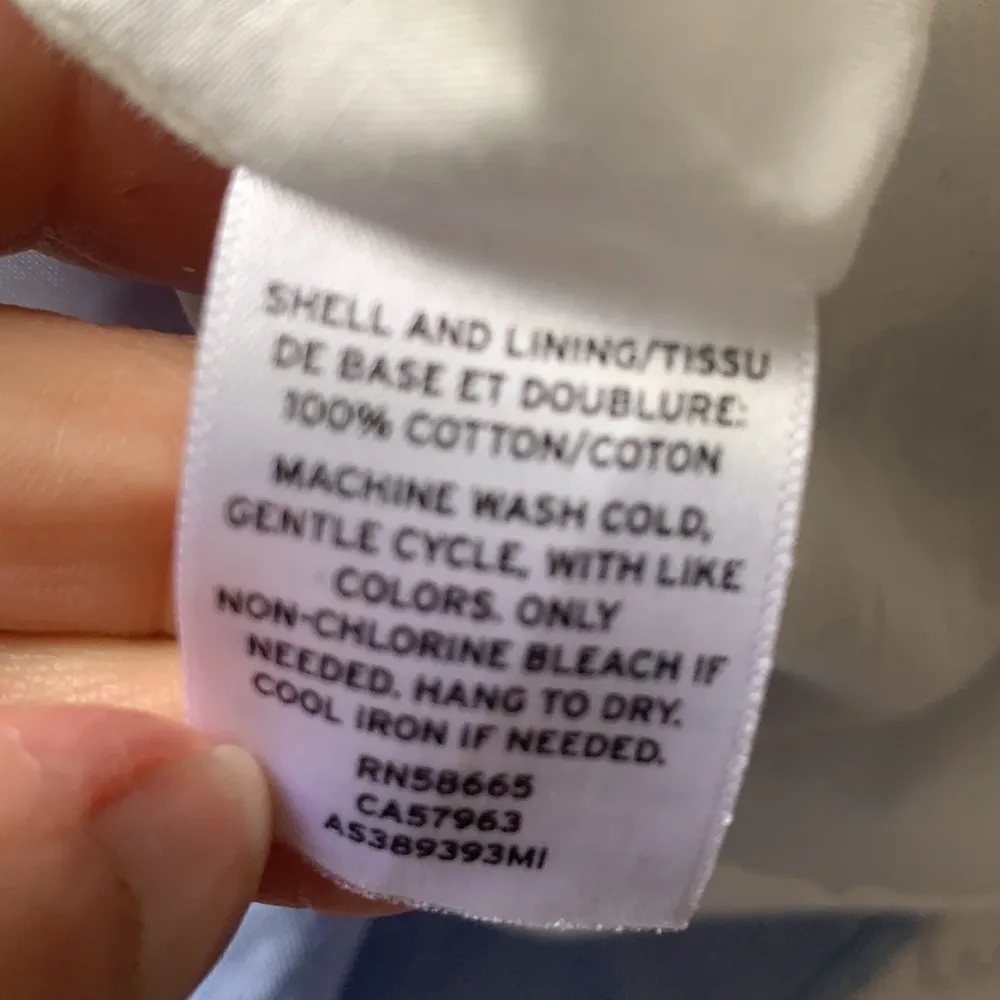 SHELL AND LINING/TISSU
DE BASE ET DOUBLURE:
100% COTTON/COTON
MACHINE WASH COLD,
GENTLE CYCLE, WITH LIKE
COLORS. ONLY
NON-CHLORINE BLEACH IF
NEEDED. HANG TO DRY.
COOL IRON IF NEEDED.
RN58665
CA57963
AS389393MI